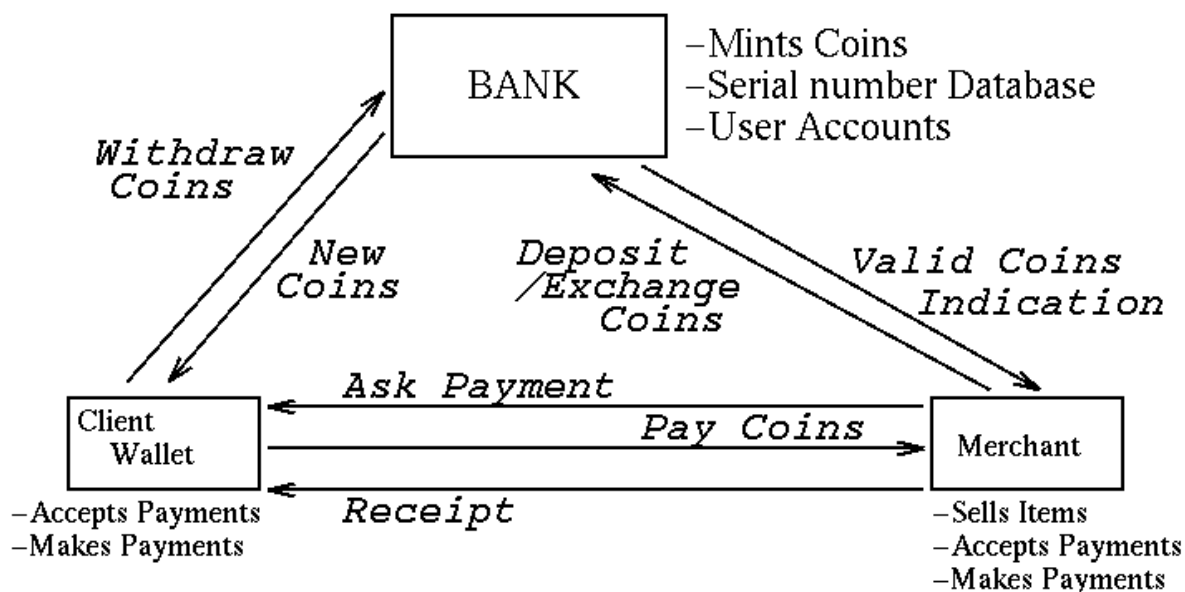 BANK
–Mints Coins
–Serial number Database
–User Accounts
Withdraw
Coins
New
Coins
Deposit
/Exchange
Coins
Valid Coins
Indication
Ask Payment
Pay Coins
Receipt
Client
Wallet
–Accepts Payments
–Makes Payments
Merchant
–Sells Items
–Accepts Payments
–Makes Payments